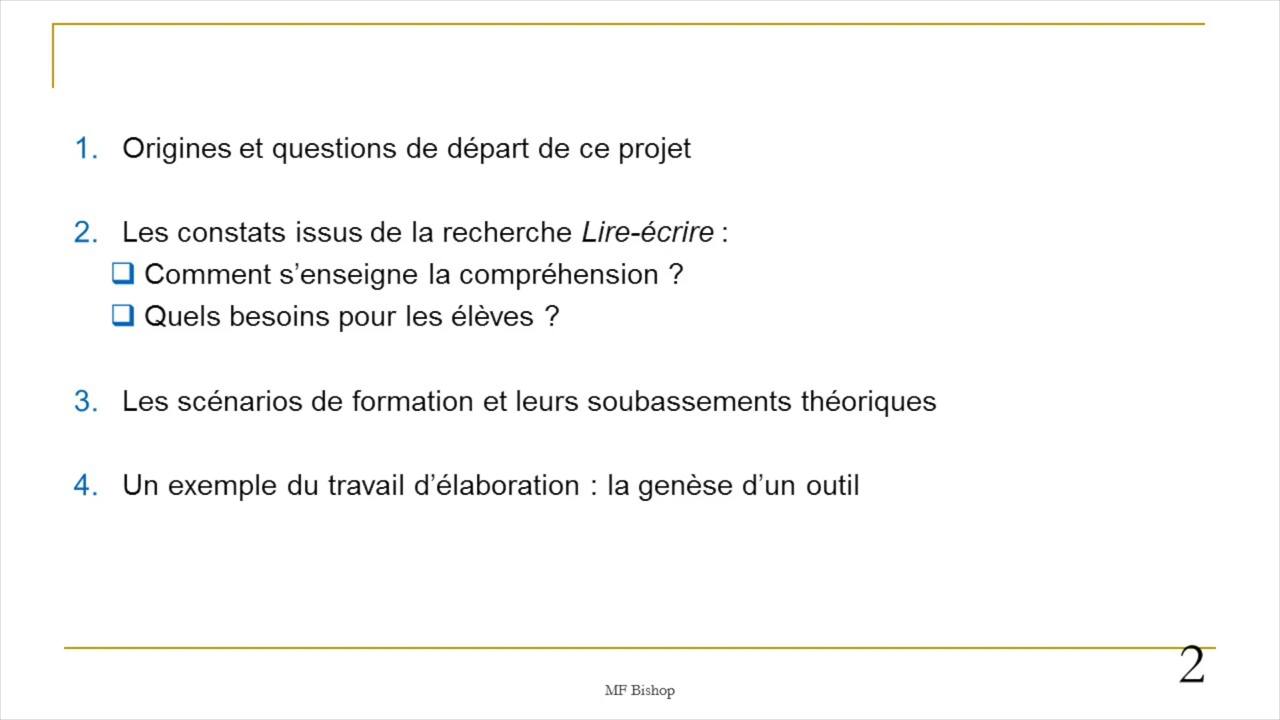 1. Origines et questions de départ de ce projet
2. Les constats issus de la recherche Lire-écrire :
❑ Comment s’enseigne la compréhension ?
❑ Quels besoins pour les élèves ?
3. Les scénarios de formation et leurs soubassements théoriques
4. Un exemple du travail d’élaboration : la genèse d’un outil
2
MF Bishop